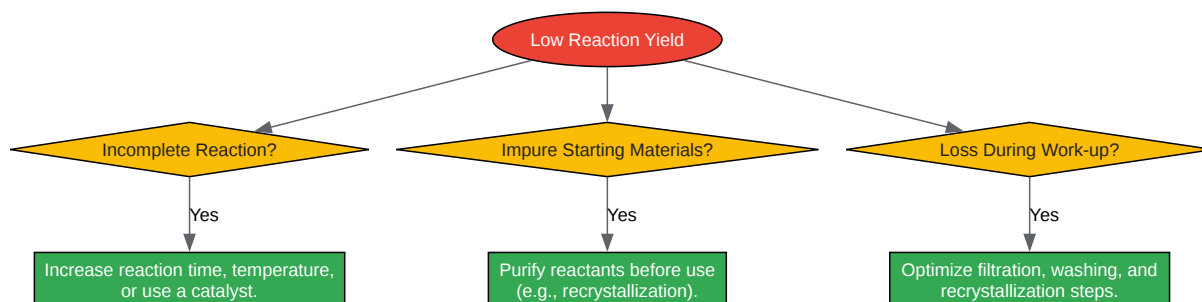 Low Reaction Yield
Incomplete Reaction?
Impure Starting Materials?
Loss During Work-up?
Yes
Yes
Yes
Increase reaction time, temperature,
or use a catalyst.
Purify reactants before use
(e.g., recrystallization).
Optimize filtration, washing, and
recrystallization steps.